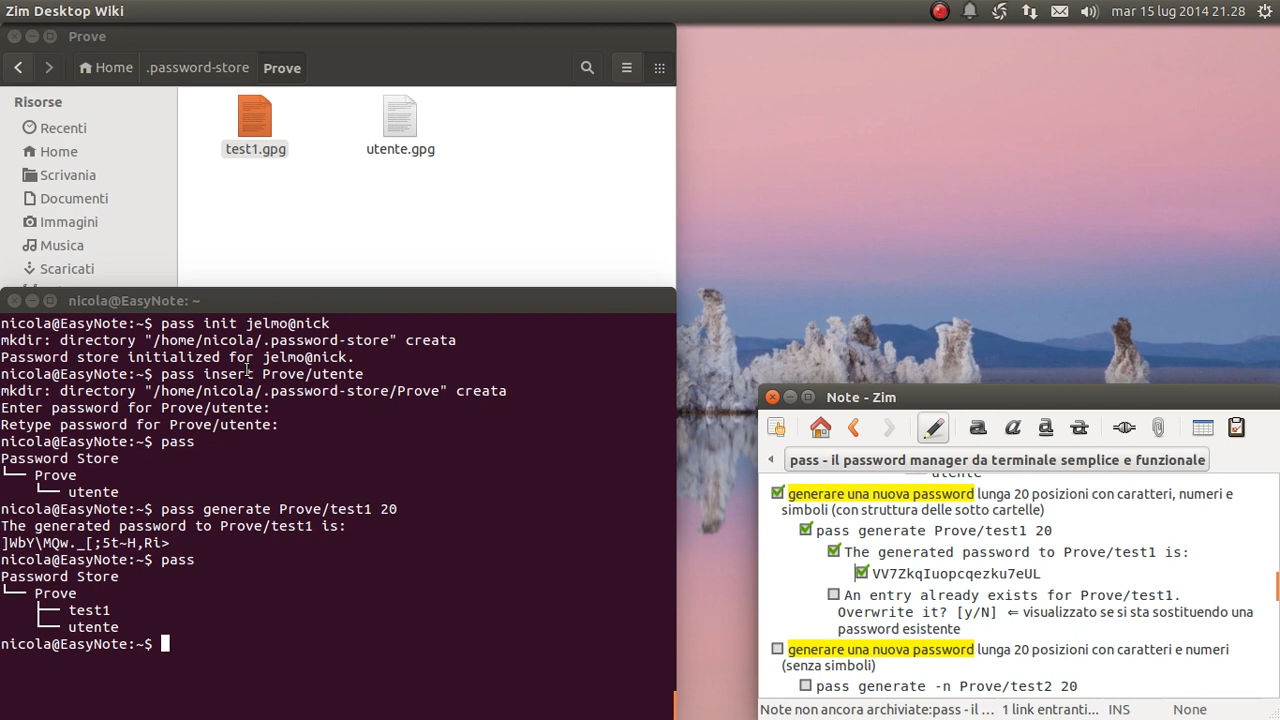 Zim Desktop Wiki
mar 15 lug 2014 21.28
Prove
Home
.password-store
Prove
Risorse
Recenti
Home
Scrivania
Documenti
Immagini
Musica
Scaricati
test1.gpg
utente.gpg
nicola@EasyNote: ~
nicola@EasyNote:~$ pass init jelmo@nick
mkdir: directory "/home/nicola/.password-store" creata
Password store initialized for jelmo@nick.
nicola@EasyNote:~$ pass insert Prove/utente
mkdir: directory "/home/nicola/.password-store/Prove" creata
Enter password for Prove/utente:
Retype password for Prove/utente:
nicola@EasyNote:~$ pass
Password Store
└── Prove
└── utente
nicola@EasyNote:~$ pass generate Prove/test1 20
The generated password to Prove/test1 is:
]WbY\MQw._[;5t~H,Ri>
nicola@EasyNote:~$ pass
Password Store
└── Prove
├── test1
└── utente
nicola@EasyNote:~$
Note - Zim
pass - il password manager da terminale semplice e funzionale
generare una nuova password lunga 20 posizioni con caratteri, numeri e
simboli (con struttura delle sotto cartelle)
pass generate Prove/test1 20
The generated password to Prove/test1 is:
VV7ZkqIuopcqezku7eUL
An entry already exists for Prove/test1.
Overwrite it? [y/N] ⇐ visualizzato se si sta sostituendo una
password esistente
generare una nuova password lunga 20 posizioni con caratteri e numeri
(senza simboli)
pass generate -n Prove/test2 20
Note non ancora archiviate:pass - il ...
1 link entranti...
INS
None